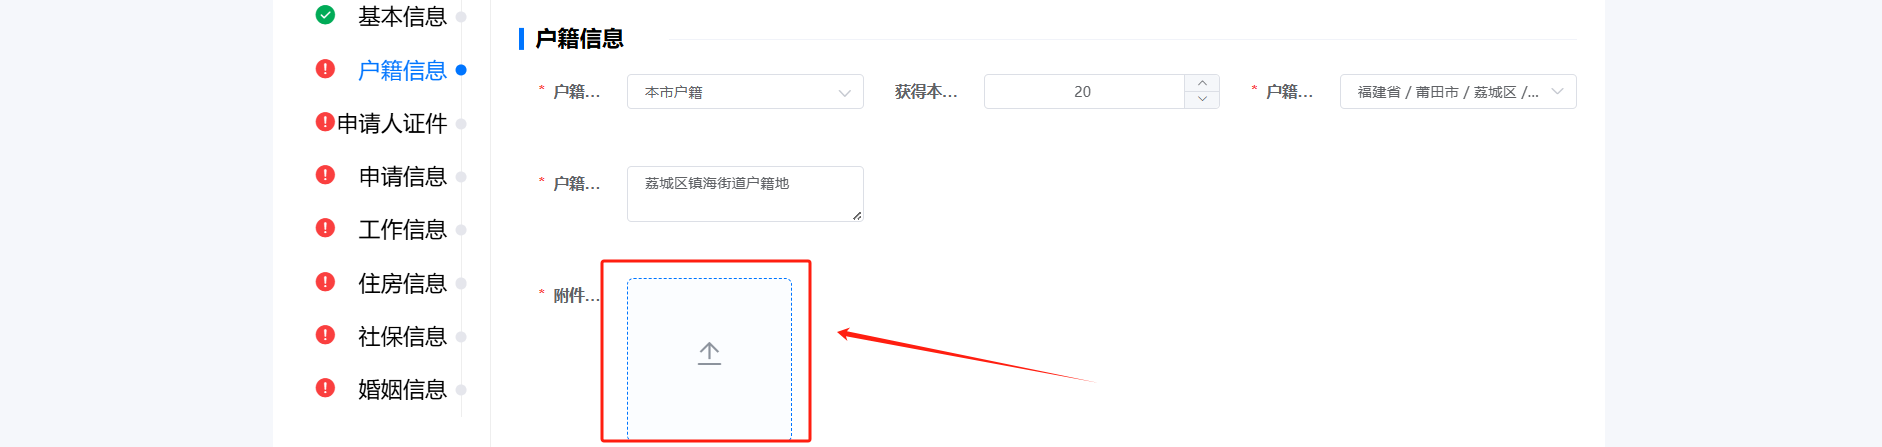 基本信息
户籍信息
申请人证件
申请信息
工作信息
住房信息
社保信息
婚姻信息
户籍信息
* 户籍... 本市户籍 获得本... 20 * 户籍... 福建省 / 莆田市 / 荔城区 /...
* 户籍... 荔城区镇海街道户籍地
* 附件...